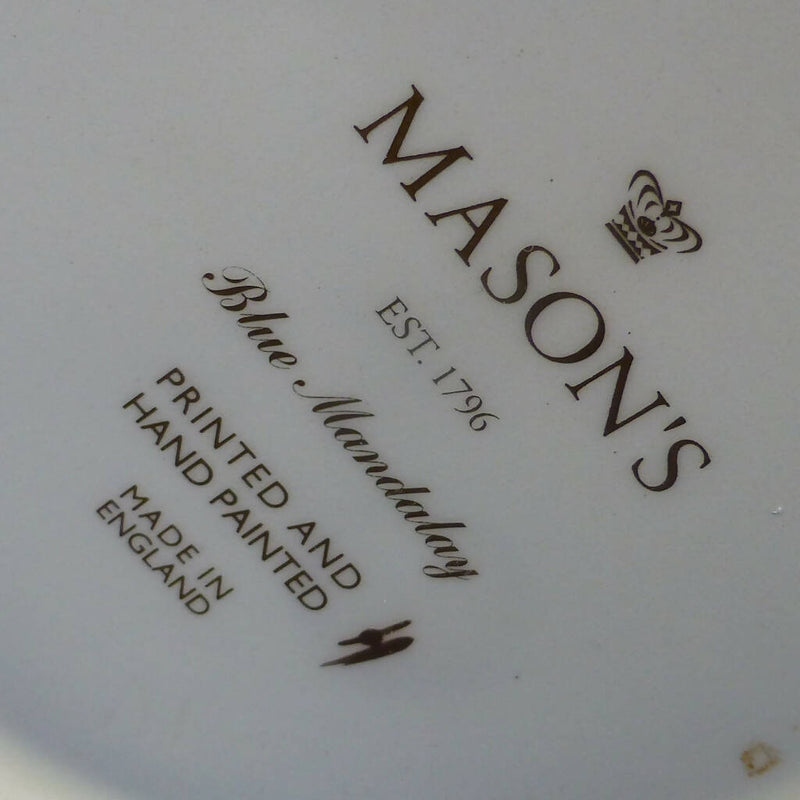 MASON'S
EST. 1796
Blue Mandalay
PRINTED AND
HAND PAINTED
MADE IN
ENGLAND